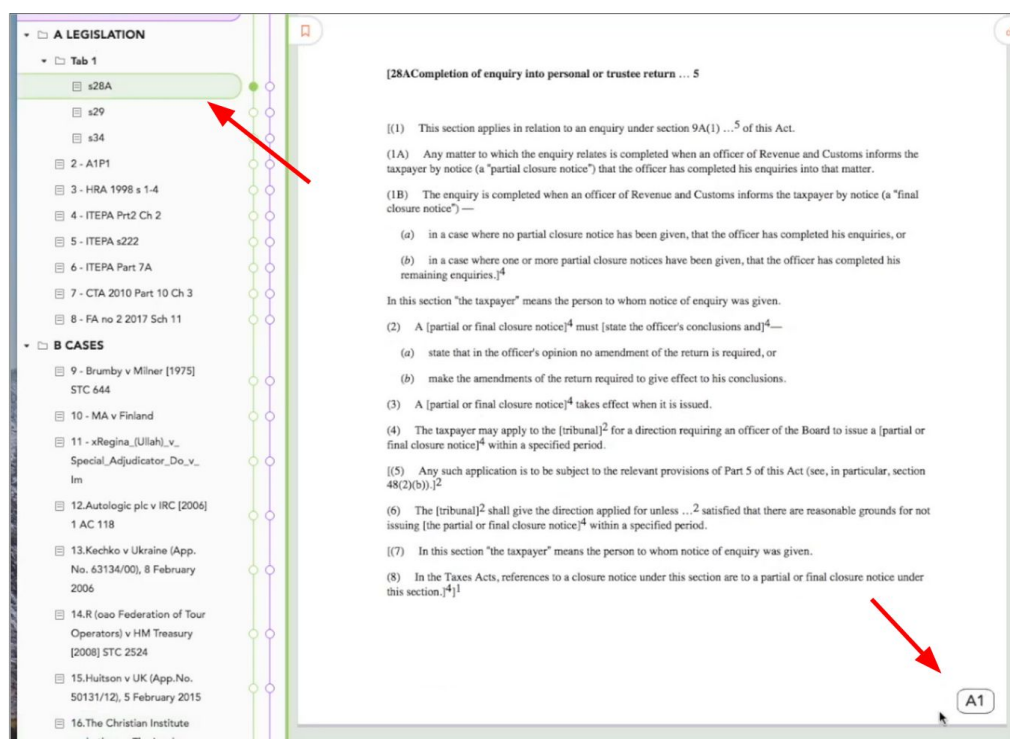 A LEGISLATION
Tab 1
s28A
s29
s34
2 - A1P1
3 - HRA 1998 s 1-4
4 - ITEPA Prt2 Ch 2
5 - ITEPA s222
6 - ITEPA Part 7A
7 - CTA 2010 Part 10 Ch 3
8 - FA no 2 2017 Sch 11
B CASES
9 - Brumby v Milner [1975]
STC 644
10 - MA v Finland
11 - xRegina_(Ullah)_v_
Special_Adjudicator_Do_v_
Im
12.Autologic plc v IRC [2006]
1 AC 118
13.Kechko v Ukraine (App.
No. 63134/00), 8 February
2006
14.R (oao Federation of Tour
Operators) v HM Treasury
[2008] STC 2524
15.Huitson v UK (App.No.
50131/12), 5 February 2015
16.The Christian Institute
[28ACompletion of enquiry into personal or trustee return … 5
[(1) This section applies in relation to an enquiry under section 9A(1) …5 of this Act.
(1A) Any matter to which the enquiry relates is completed when an officer of Revenue and Customs informs the
taxpayer by notice (a "partial closure notice") that the officer has completed his enquiries into that matter.
(1B) The enquiry is completed when an officer of Revenue and Customs informs the taxpayer by notice (a "final
closure notice") —
(a) in a case where no partial closure notice has been given, that the officer has completed his enquiries, or
(b) in a case where one or more partial closure notices have been given, that the officer has completed his
remaining enquiries.]4
In this section "the taxpayer" means the person to whom notice of enquiry was given.
(2) A [partial or final closure notice]4 must [state the officer's conclusions and]4—
(a) state that in the officer's opinion no amendment of the return is required, or
(b) make the amendments of the return required to give effect to his conclusions.
(3) A [partial or final closure notice]4 takes effect when it is issued.
(4) The taxpayer may apply to the [tribunal]2 for a direction requiring an officer of the Board to issue a [partial or
final closure notice]4 within a specified period.
[(5) Any such application is to be subject to the relevant provisions of Part 5 of this Act (see, in particular, section
48(2)(b)).]2
(6) The [tribunal]2 shall give the direction applied for unless …2 satisfied that there are reasonable grounds for not
issuing [the partial or final closure notice]4 within a specified period.
[(7) In this section "the taxpayer" means the person to whom notice of enquiry was given.
(8) In the Taxes Acts, references to a closure notice under this section are to a partial or final closure notice under
this section.]4]1
A1